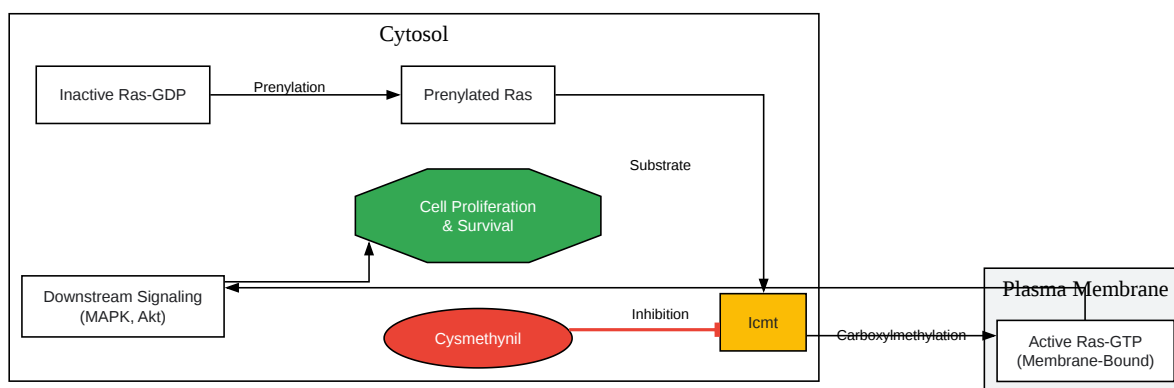 Cytosol
Inactive Ras-GDP
Prenylation
Prenylated Ras
Substrate
Cell Proliferation
& Survival
Downstream Signaling
(MAPK, Akt)
Cysmethynil
Inhibition
Icmt
Carboxylmethylation
Plasma Membrane
Active Ras-GTP
(Membrane-Bound)